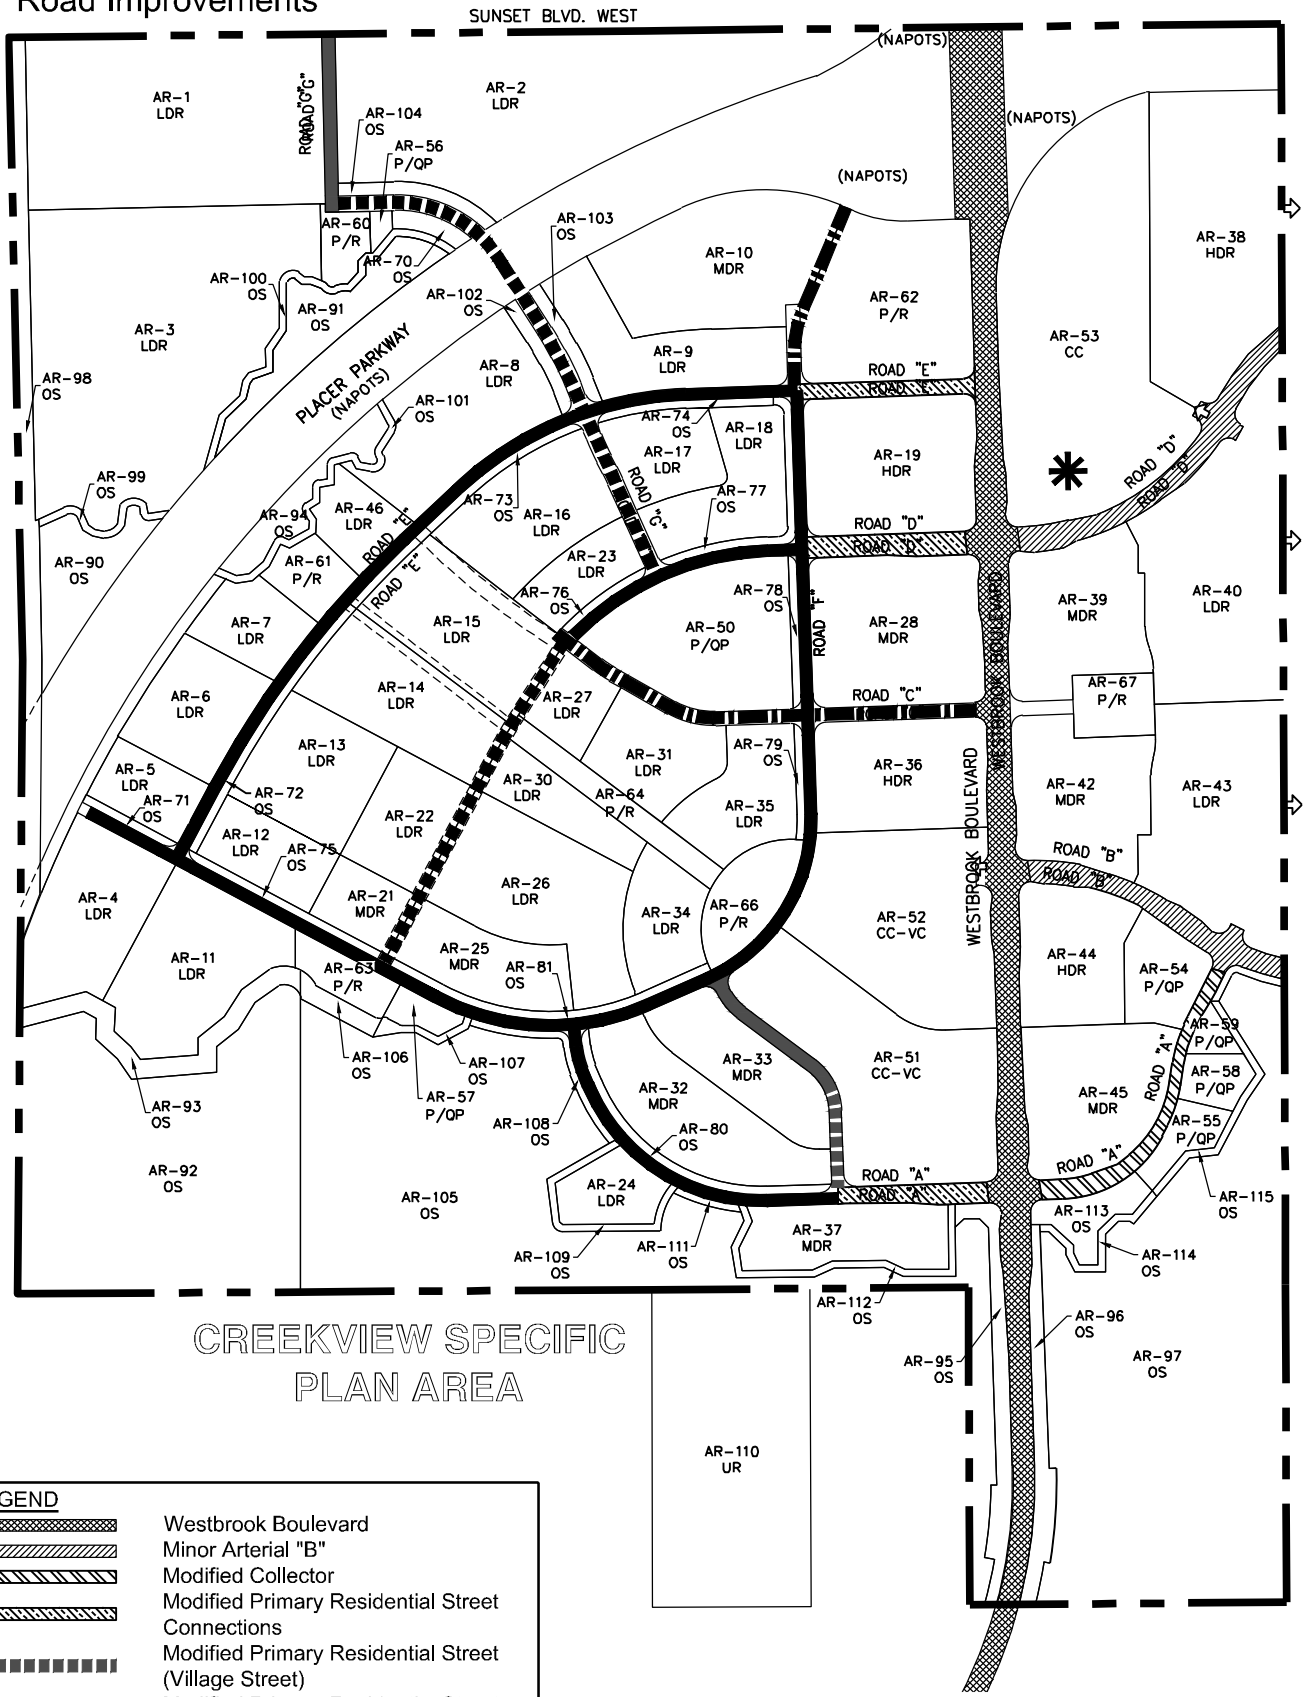 Road Improvements
SUNSET BLVD. WEST
(NAPOTS)
AR-1
LDR
ROAD "G"
ROAD "G"
AR-2
LDR
AR-104
OS
AR-56
P/QP
(NAPOTS)
(NAPOTS)
AR-60
P/R
AR-70
OS
AR-103
OS
AR-10
MDR
AR-38
HDR
AR-100
OS
AR-91
OS
AR-102
OS
AR-62
P/R
AR-3
LDR
PLACER PARKWAY
(NAPOTS)
AR-8
LDR
AR-9
LDR
AR-53
CC
AR-98
OS
AR-101
OS
ROAD "E"
ROAD "E"
AR-74
OS
AR-18
LDR
AR-17
LDR
AR-19
HDR
ROAD "D"
ROAD "D"
AR-99
OS
AR-73
OS
AR-16
LDR
ROAD "G"
AR-77
OS
AR-46
LDR
AR-94
OS
ROAD "E"
ROAD "E"
ROAD "D"
ROAD "D"
AR-90
OS
AR-61
P/R
AR-23
LDR
AR-76
OS
AR-78
OS
ROAD "F"
AR-39
MDR
AR-40
LDR
AR-7
LDR
AR-15
LDR
AR-50
P/QP
AR-28
MDR
WESTBROOK BOULEVARD
AR-6
LDR
AR-14
LDR
AR-27
LDR
ROAD "C"
AR-67
P/R
AR-13
LDR
AR-31
LDR
AR-79
OS
AR-36
HDR
AR-5
LDR
AR-71
OS
AR-72
OS
AR-30
LDR
AR-64
P/R
AR-42
MDR
AR-43
LDR
AR-12
LDR
AR-22
LDR
AR-35
LDR
WESTBROOK BOULEVARD
ROAD "B"
ROAD "B"
AR-75
OS
AR-4
LDR
AR-21
MDR
AR-26
LDR
AR-34
LDR
AR-66
P/R
AR-52
CC-VC
AR-11
LDR
AR-63
P/R
AR-25
MDR
AR-81
OS
AR-44
HDR
AR-54
P/QP
AR-59
P/QP
AR-106
OS
AR-107
OS
AR-57
P/QP
AR-33
MDR
AR-51
CC-VC
ROAD "A"
AR-58
P/QP
AR-93
OS
AR-32
MDR
AR-45
MDR
AR-55
P/QP
AR-108
OS
AR-80
OS
AR-92
OS
AR-105
OS
AR-24
LDR
ROAD "A"
ROAD "A"
ROAD "A"
AR-115
OS
AR-113
OS
AR-37
MDR
AR-109
OS
AR-111
OS
AR-114
OS
AR-112
OS
AR-96
OS
CREEKVIEW SPECIFIC
PLAN AREA
AR-95
OS
AR-97
OS
AR-110
UR
GEND
Westbrook Boulevard
Minor Arterial "B"
Modified Collector
Modified Primary Residential Street
Connections
Modified Primary Residential Street
(Village Street)